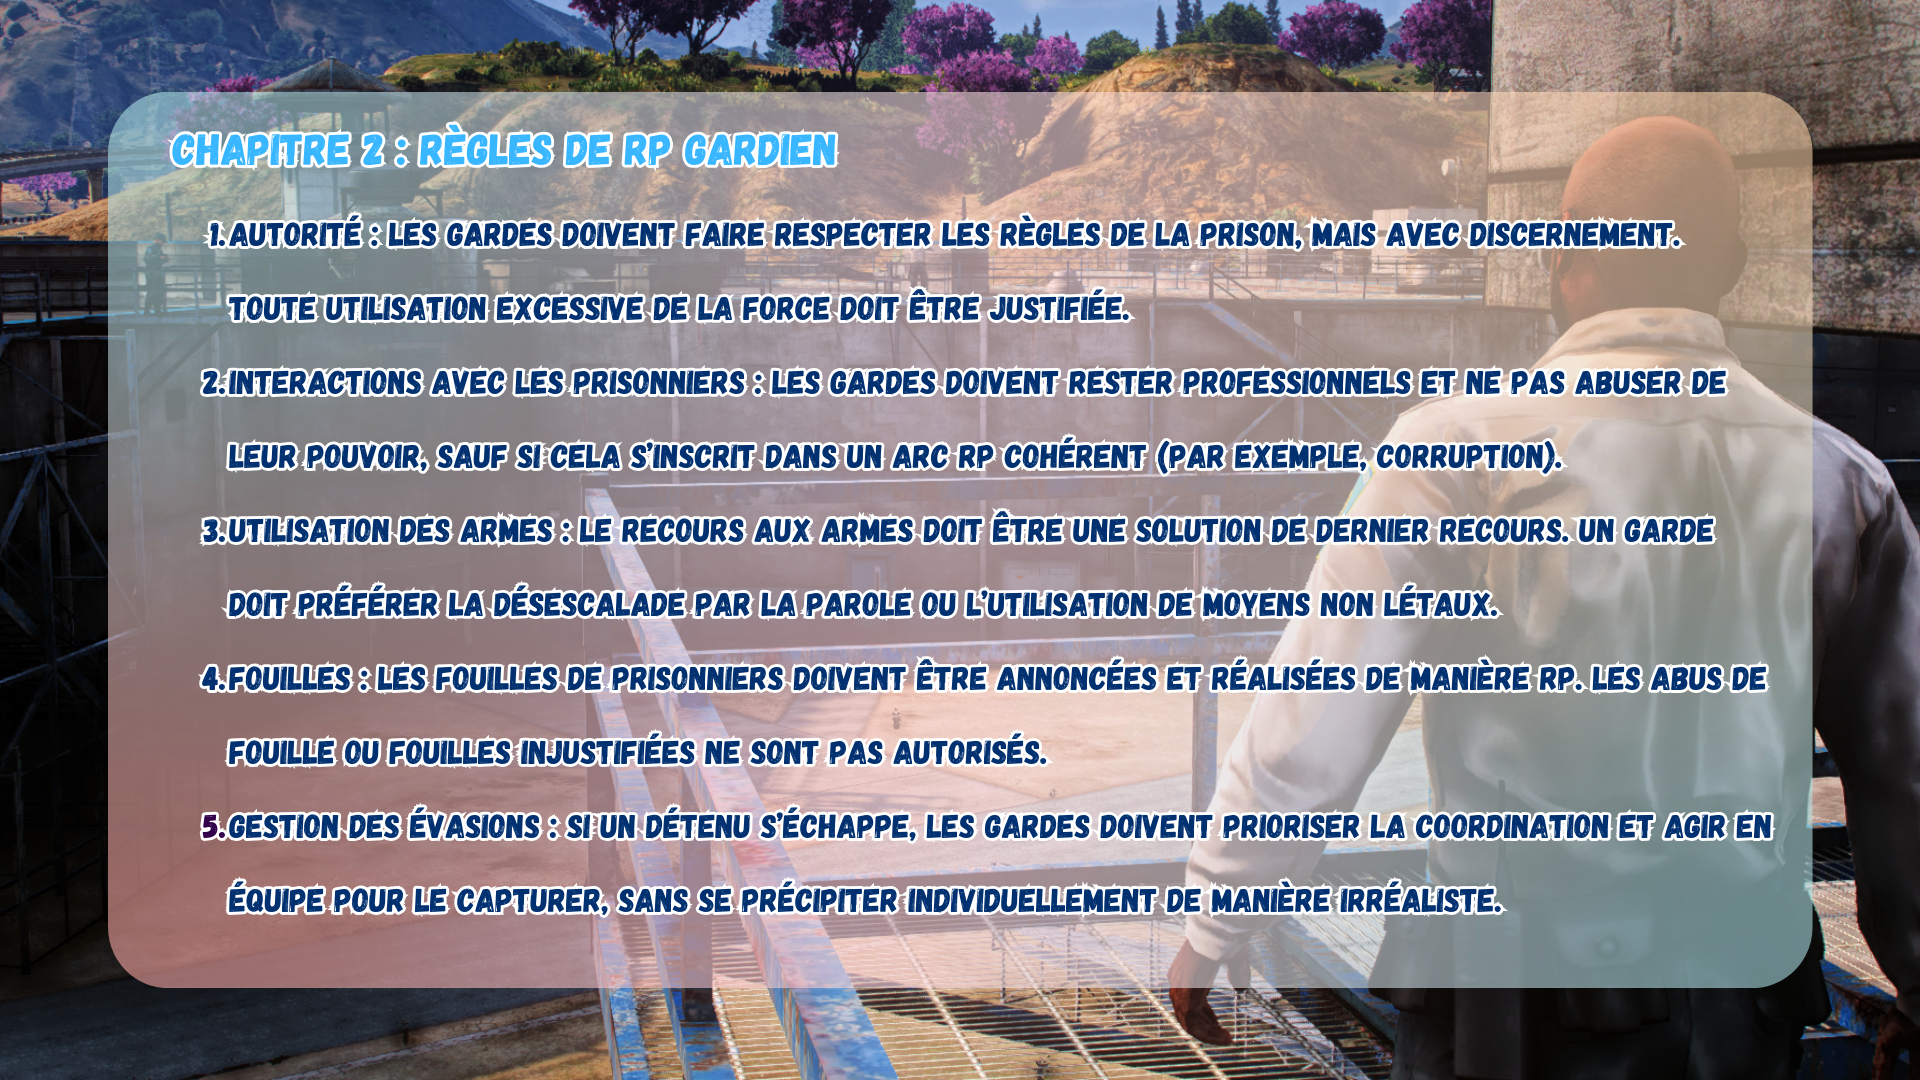 CHAPITRE 2 : RÈGLES DE RP GARDIEN
1. AUTORITÉ : LES GARDES DOIVENT FAIRE RESPECTER LES RÈGLES DE LA PRISON, MAIS AVEC DISCERNEMENT.
TOUTE UTILISATION EXCESSIVE DE LA FORCE DOIT ÊTRE JUSTIFIÉE.
2. INTERACTIONS AVEC LES PRISONNIERS : LES GARDES DOIVENT RESTER PROFESSIONNELS ET NE PAS ABUSER DE
LEUR POUVOIR, SAUF SI CELA S'INSCRIT DANS UN ARC RP COHÉRENT (PAR EXEMPLE, CORRUPTION).
3. UTILISATION DES ARMES : LE RECOURS AUX ARMES DOIT ÊTRE UNE SOLUTION DE DERNIER RECOURS. UN GARDE
DOIT PRÉFÉRER LA DÉSESCALADE PAR LA PAROLE OU L'UTILISATION DE MOYENS NON LÉTAUX.
4. FOUILLES : LES FOUILLES DE PRISONNIERS DOIVENT ÊTRE ANNONCÉES ET RÉALISÉES DE MANIÈRE RP. LES ABUS DE
FOUILLE OU FOUILLES INJUSTIFIÉES NE SONT PAS AUTORISÉS.
5. GESTION DES ÉVASIONS : SI UN DÉTENU S'ÉCHAPPE, LES GARDES DOIVENT PRIORISER LA COORDINATION ET AGIR EN
ÉQUIPE POUR LE CAPTURER, SANS SE PRÉCIPITER INDIVIDUELLEMENT DE MANIÈRE IRRÉALISTE.